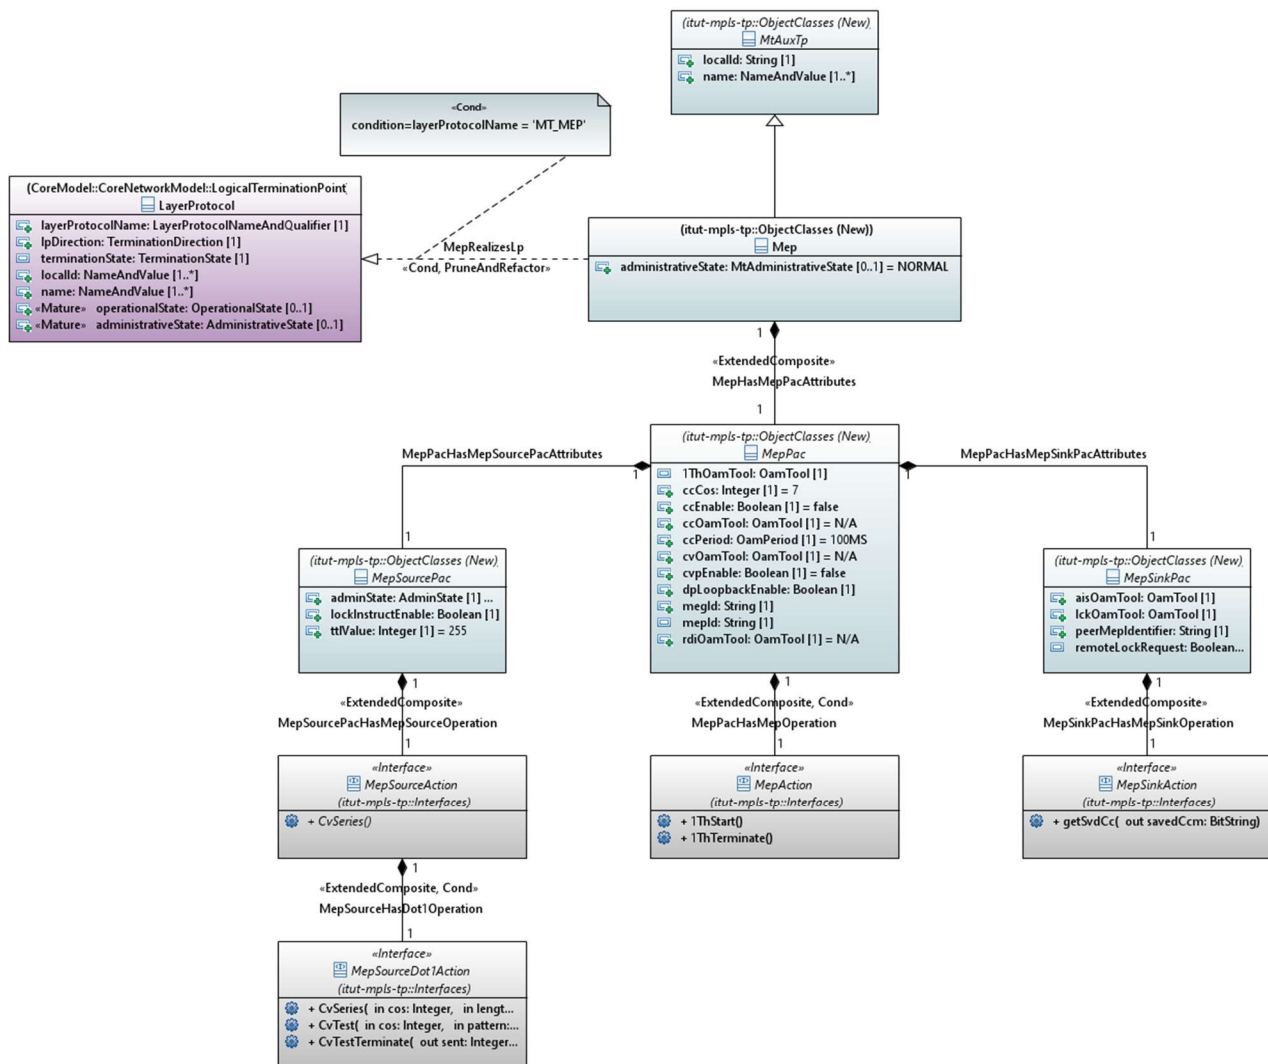 (itut-mpls-tp::ObjectClasses (New)
MtAuxTp
localId: String [1]
name: NameAndValue [1..*]
«Cond»
condition=layerProtocolName = 'MT_MEP'
(CoreModel::CoreNetworkModel::LogicalTerminationPoint
LayerProtocol
layerProtocolName: LayerProtocolNameAndQualifier [1]
lpDirection: TerminationDirection [1]
terminationState: TerminationState [1]
localId: NameAndValue [1..*]
name: NameAndValue [1..*]
«Mature» operationalState: OperationalState [0..1]
«Mature» administrativeState: AdministrativeState [0..1]
MepRealizesLp
«Cond, PruneAndRefactor»
(itut-mpls-tp::ObjectClasses (New))
Mep
administrativeState: MtAdministrativeState [0..1] = NORMAL
1
«ExtendedComposite»
MepHasMepPacAttributes
1
(itut-mpls-tp::ObjectClasses (New)
MepPac
1ThOamTool: OamTool [1]
ccCos: Integer [1] = 7
ccEnable: Boolean [1] = false
ccOamTool: OamTool [1] = N/A
ccPeriod: OamPeriod [1] = 100MS
cvOamTool: OamTool [1] = N/A
cvpEnable: Boolean [1] = false
dpLoopbackEnable: Boolean [1]
megId: String [1]
mepId: String [1]
rdiOamTool: OamTool [1] = N/A
MepPacHasMepSourcePacAttributes
1
1
MepPacHasMepSinkPacAttributes
1
1
(itut-mpls-tp::ObjectClasses (New)
MepSourcePac
adminState: AdminState [1] ...
lockInstructEnable: Boolean [1]
ttlValue: Integer [1] = 255
(itut-mpls-tp::ObjectClasses (New)
MepSinkPac
aisOamTool: OamTool [1]
lckOamTool: OamTool [1]
peerMepIdentifier: String [1]
remoteLockRequest: Boolean...
1
«ExtendedComposite»
MepSourcePacHasMepSourceOperation
1
1
«ExtendedComposite, Cond»
MepPacHasMepOperation
1
1
«ExtendedComposite»
MepSinkPacHasMepSinkOperation
1
«Interface»
MepSourceAction
(itut-mpls-tp::Interfaces)
+ CvSeries()
«Interface»
MepAction
(itut-mpls-tp::Interfaces)
+ 1ThStart()
+ 1ThTerminate()
«Interface»
MepSinkAction
(itut-mpls-tp::Interfaces)
+ getSvdCc( out savedCcm: BitString)
1
«ExtendedComposite, Cond»
MepSourceHasDot1Operation
1
«Interface»
MepSourceDot1Action
(itut-mpls-tp::Interfaces)
+ CvSeries( in cos: Integer, in lengt...
+ CvTest( in cos: Integer, in pattern:...
+ CvTestTerminate( out sent: Integer...